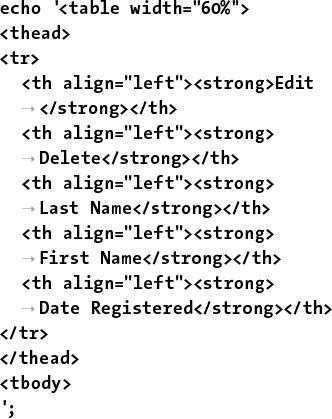 echo '<table width="60%">
<thead>
<tr>
<th align="left"><strong>Edit
→ </strong></th>
<th align="left"><strong>
→ Delete</strong></th>
<th align="left"><strong>
→ Last Name</strong></th>
<th align="left"><strong>
→ First Name</strong></th>
<th align="left"><strong>
→ Date Registered</strong></th>
</tr>
</thead>
<tbody>
';